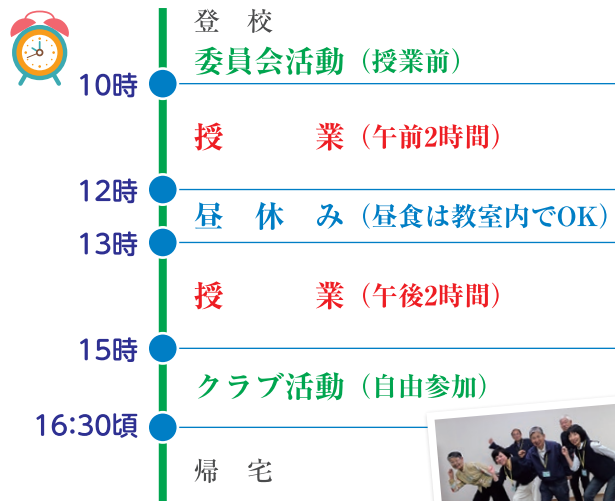 登 校
委員会活動（授業前）
10時
授 業（午前2時間）
12時
昼 休 み（昼食は教室内でOK）
13時
授 業（午後2時間）
15時
クラブ活動（自由参加）
16:30頃
帰 宅